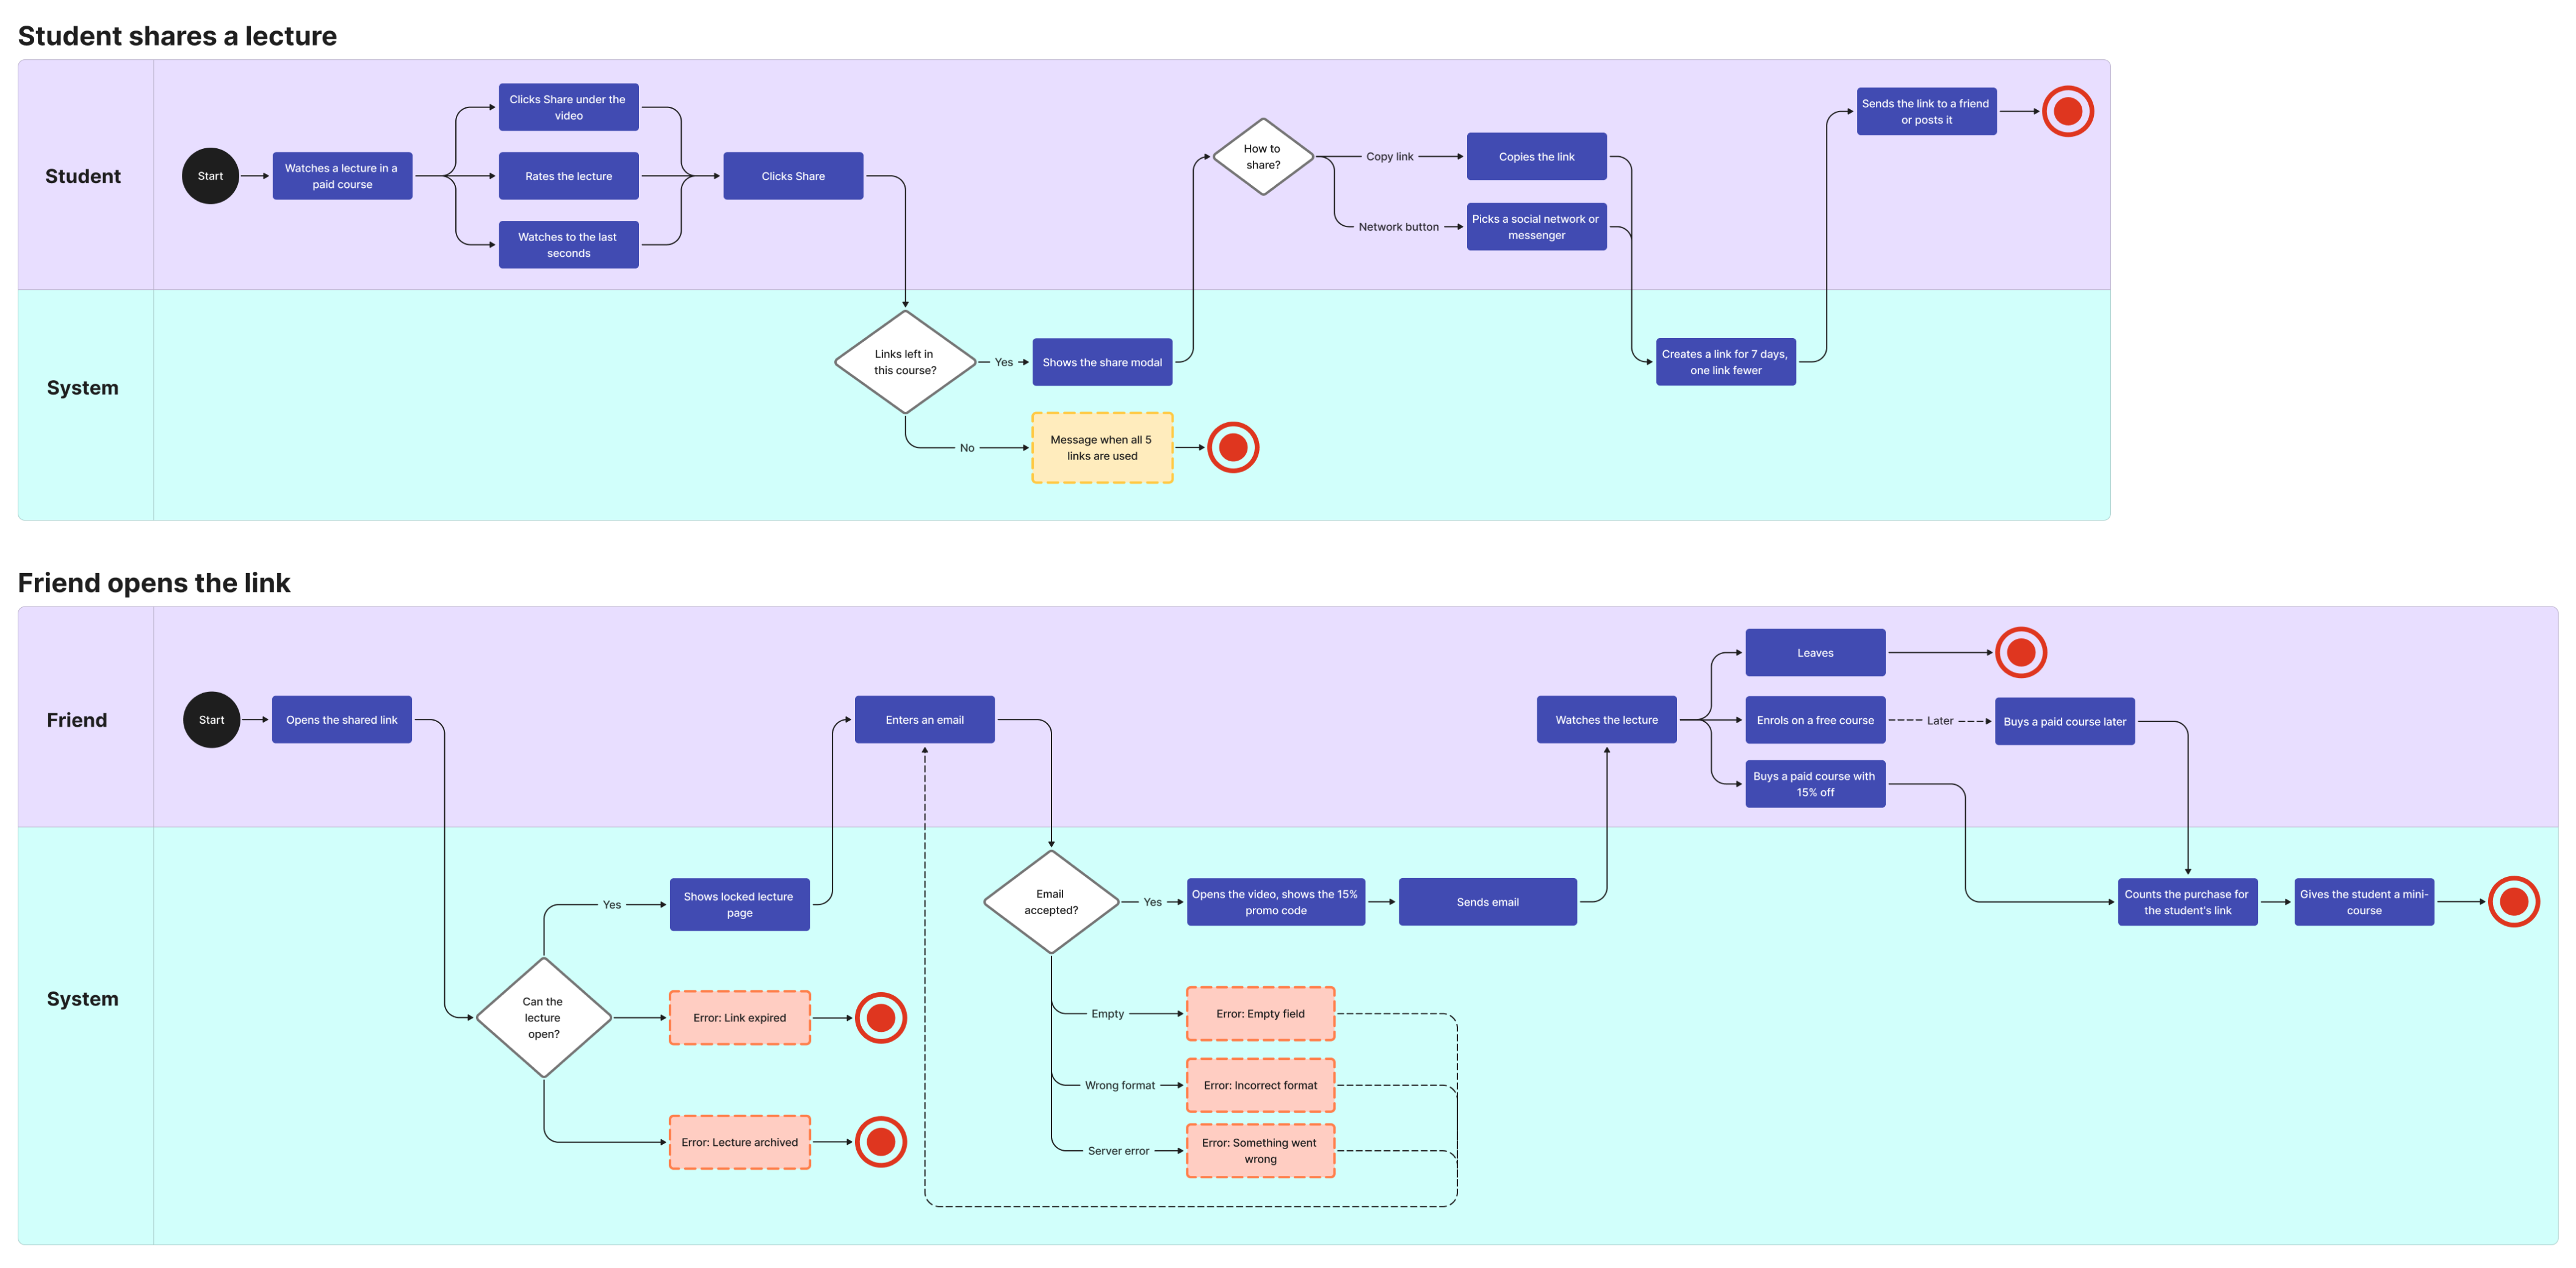 Student shares a lecture
Student
Start
Watches a lecture in a
paid course
Clicks Share under the
video
Rates the lecture
Watches to the last
seconds
Clicks Share
How to
share?
Copy link
Network button
Copies the link
Picks a social network or
messenger
Sends the link to a friend
or posts it
System
Links left in
this course?
Yes
Shows the share modal
No
Message when all 5
links are used
Creates a link for 7 days,
one link fewer
Friend opens the link
Friend
Start
Opens the shared link
Enters an email
Watches the lecture
Leaves
Enrols on a free course
Later
Buys a paid course later
Buys a paid course with
15% off
System
Can the
lecture
open?
Yes
Shows locked lecture
page
Error: Link expired
Error: Lecture archived
Email
accepted?
Yes
Opens the video, shows the 15%
promo code
Sends email
Empty
Error: Empty field
Wrong format
Error: Incorrect format
Server error
Error: Something went
wrong
Counts the purchase for
the student's link
Gives the student a mini-
course